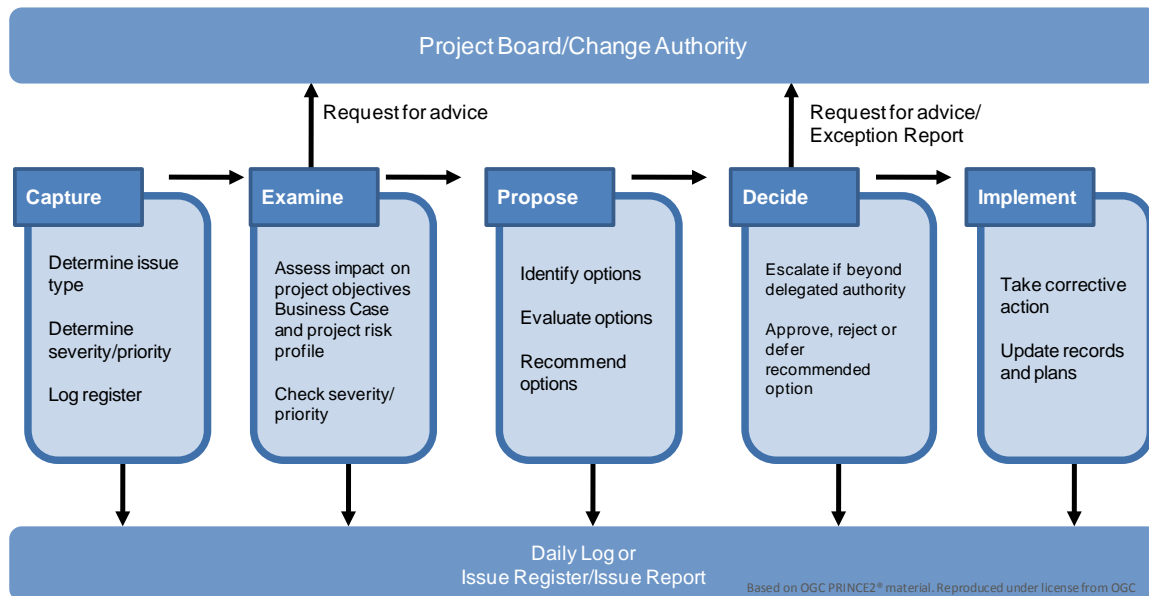 Project Board/Change Authority
Request for advice
Request for advice/
Exception Report
Capture
Determine issue
type
Determine
severity/priority
Log register
Examine
Assess impact on
project objectives
Business Case
and project risk
profile
Check severity/
priority
Propose
Identify options
Evaluate options
Recommend
options
Decide
Escalate if beyond
delegated authority
Approve, reject or
defer
recommended
option
Implement
Take corrective
action
Update records
and plans
Daily Log or
Issue Register/Issue Report
Based on OGC PRINCE2® material. Reproduced under license from OGC